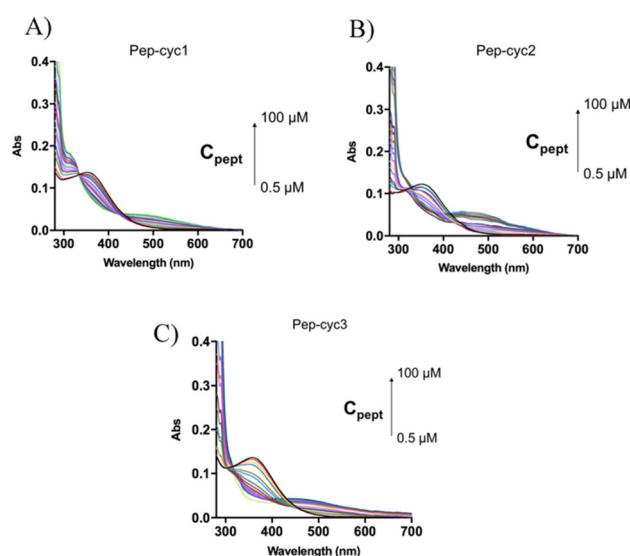 A)
Pep-cyc1
0.4
0.3
0.2
0.1
0.0
Abs
300
400
500
600
700
Wavelength (nm)
100 µM
Cpept
0.5 µM
B)
Pep-cyc2
0.4
0.3
0.2
0.1
0.0
Abs
300
400
500
600
700
Wavelength (nm)
100 µM
Cpept
0.5 µM
C)
Pep-cyc3
0.4
0.3
0.2
0.1
0.0
Abs
300
400
500
600
700
Wavelength (nm)
100 µM
Cpept
0.5 µM